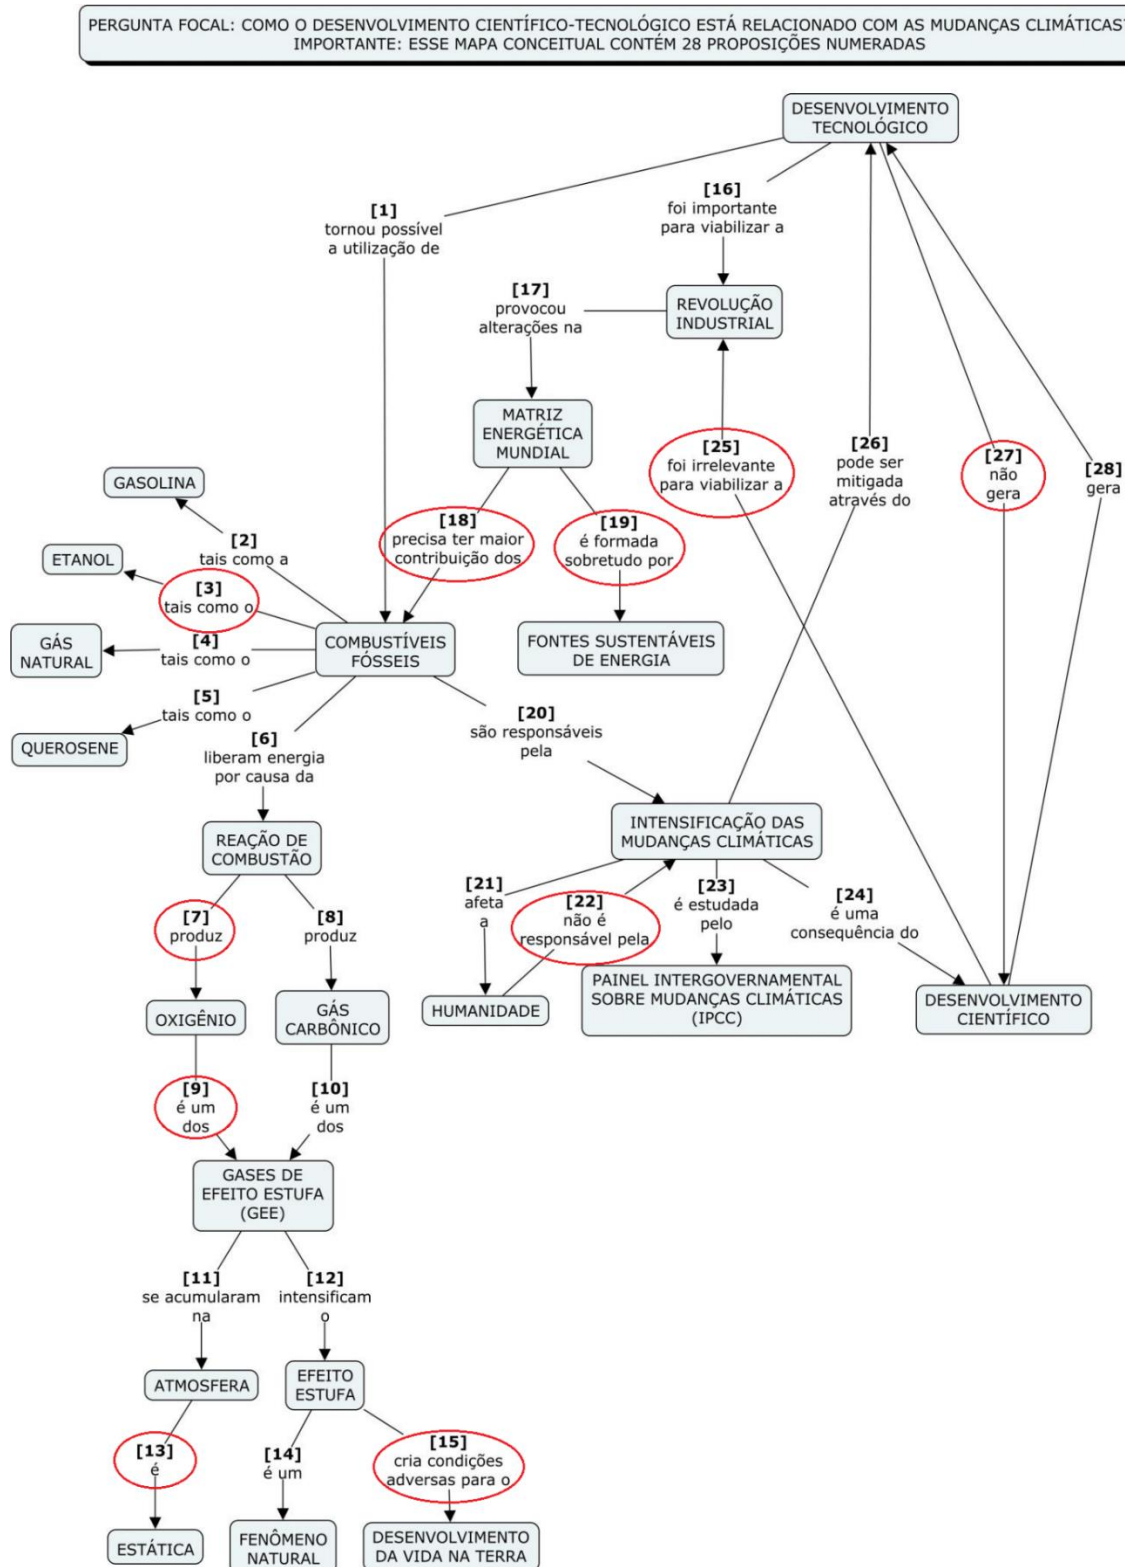 PERGUNTA FOCAL: COMO O DESENVOLVIMENTO CIENTÍFICO-TECNOLÓGICO ESTÁ RELACIONADO COM AS MUDANÇAS CLIMÁTICAS?
IMPORTANTE: ESSE MAPA CONCEITUAL CONTÉM 28 PROPOSIÇÕES NUMERADAS
DESENVOLVIMENTO
TECNOLÓGICO
[1]
tornou possível
a utilização de
[16]
foi importante
para viabilizar a
[17]
provocou
alterações na
REVOLUÇÃO
INDUSTRIAL
MATRIZ
ENERGÉTICA
MUNDIAL
[25]
foi irrelevante
para viabilizar a
[26]
pode ser
mitigada
através do
[27]
não
gera
[28]
gera
GASOLINA
[2]
tais como a
[18]
precisa ter maior
contribuição dos
[19]
é formada
sobretudo por
ETANOL
[3]
tais como o
GÁS
NATURAL
[4]
tais como o
COMBUSTÍVEIS
FÓSSEIS
FONTES SUSTENTÁVEIS
DE ENERGIA
[5]
tais como o
QUEROSENE
[6]
liberam energia
por causa da
[20]
são responsáveis
pela
REAÇÃO DE
COMBUSTÃO
INTENSIFICAÇÃO DAS
MUDANÇAS CLIMÁTICAS
[7]
produz
[8]
produz
[21]
afeta
a
[22]
não é
responsável pela
[23]
é estudada
pelo
[24]
é uma
consequência do
OXIGÊNIO
GÁS
CARBÔNICO
HUMANIDADE
PAINEL INTERGOVERNAMENTAL
SOBRE MUDANÇAS CLIMÁTICAS
(IPCC)
DESENVOLVIMENTO
CIENTÍFICO
[9]
é um
dos
[10]
é um
dos
GASES DE
EFEITO ESTUFA
(GEE)
[11]
se acumularam
na
[12]
intensificam
o
ATMOSFERA
EFEITO
ESTUFA
[13]
é
[14]
é um
[15]
cria condições
adversas para o
ESTÁTICA
FENÔMENO
NATURAL
DESENVOLVIMENTO
DA VIDA NA TERRA